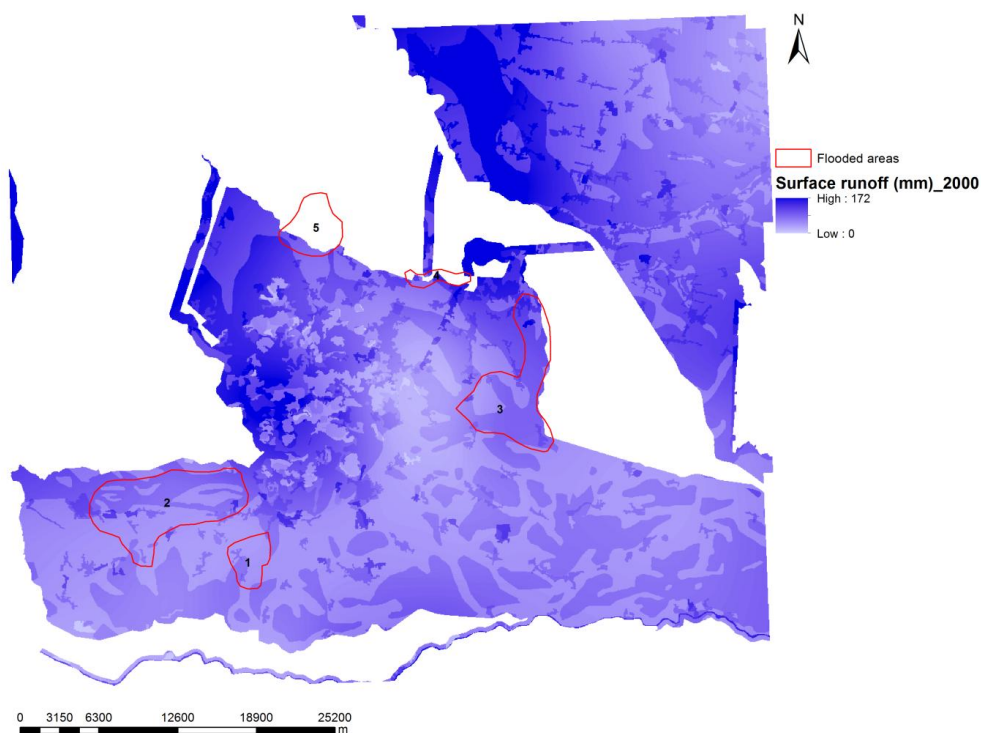 N
Flooded areas
Surface runoff (mm)_2000
High : 172
Low : 0
5
4
3
2
1
0 3150 6300 12600 18900 25200
m